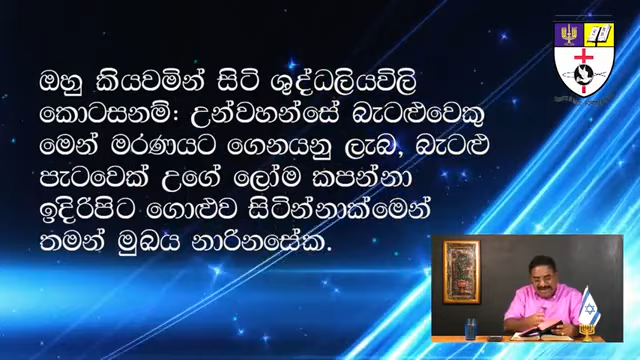 ඔහු කියවමින් සිටි ශුද්ධලියවිලි
කොටසනම්: උන්වහන්සේ බැටළුවෙකු
මෙන් මරණයට ගෙනයනු ලැබ, බැටළු
පැටවෙක් උගේ ලෝම කපන්නා
ඉදිරිපිට ගොළුව සිටින්නාක්මෙන්
තමන් මුඛය නාරිනසේක.